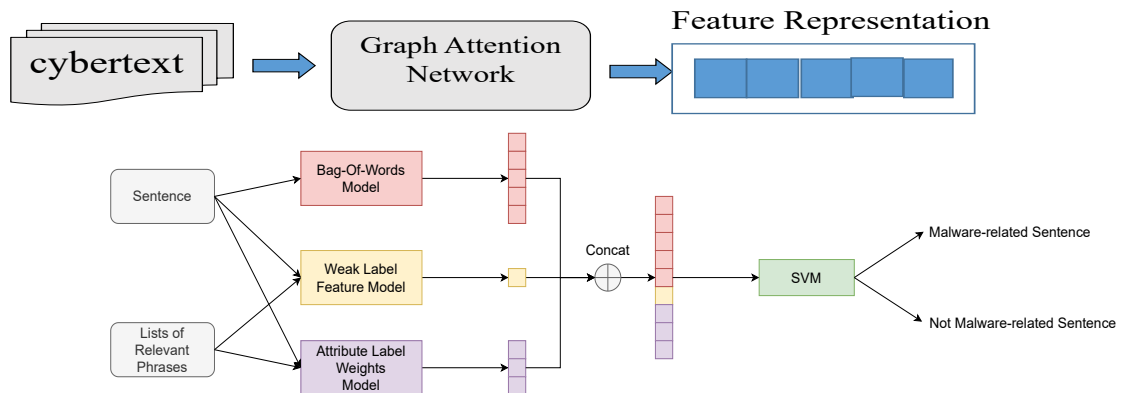 cybertext
Graph Attention
Network
Feature Representation
Sentence
Lists of
Relevant
Phrases
Bag-Of-Words
Model
Weak Label
Feature Model
Attribute Label
Weights
Model
Concat
SVM
Malware-related Sentence
Not Malware-related Sentence